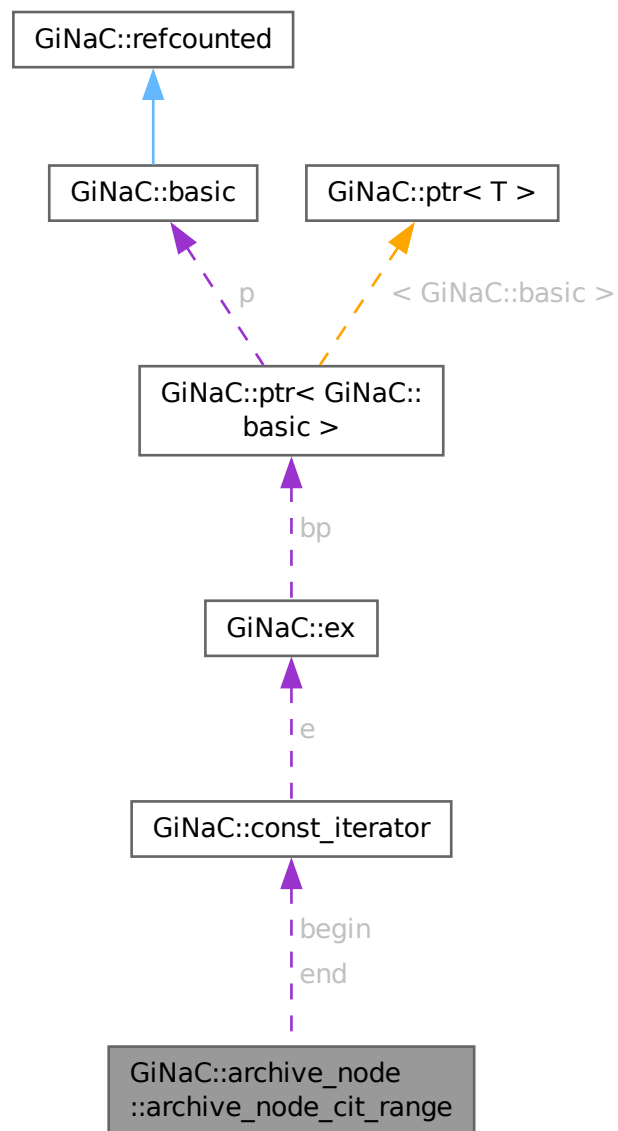 GiNaC::refcounted
GiNaC::basic
GiNaC::ptr< T >
p
< GiNaC::basic >
GiNaC::ptr< GiNaC::
basic >
bp
GiNaC::ex
e
GiNaC::const_iterator
begin
end
GiNaC::archive_node
::archive_node_cit_range